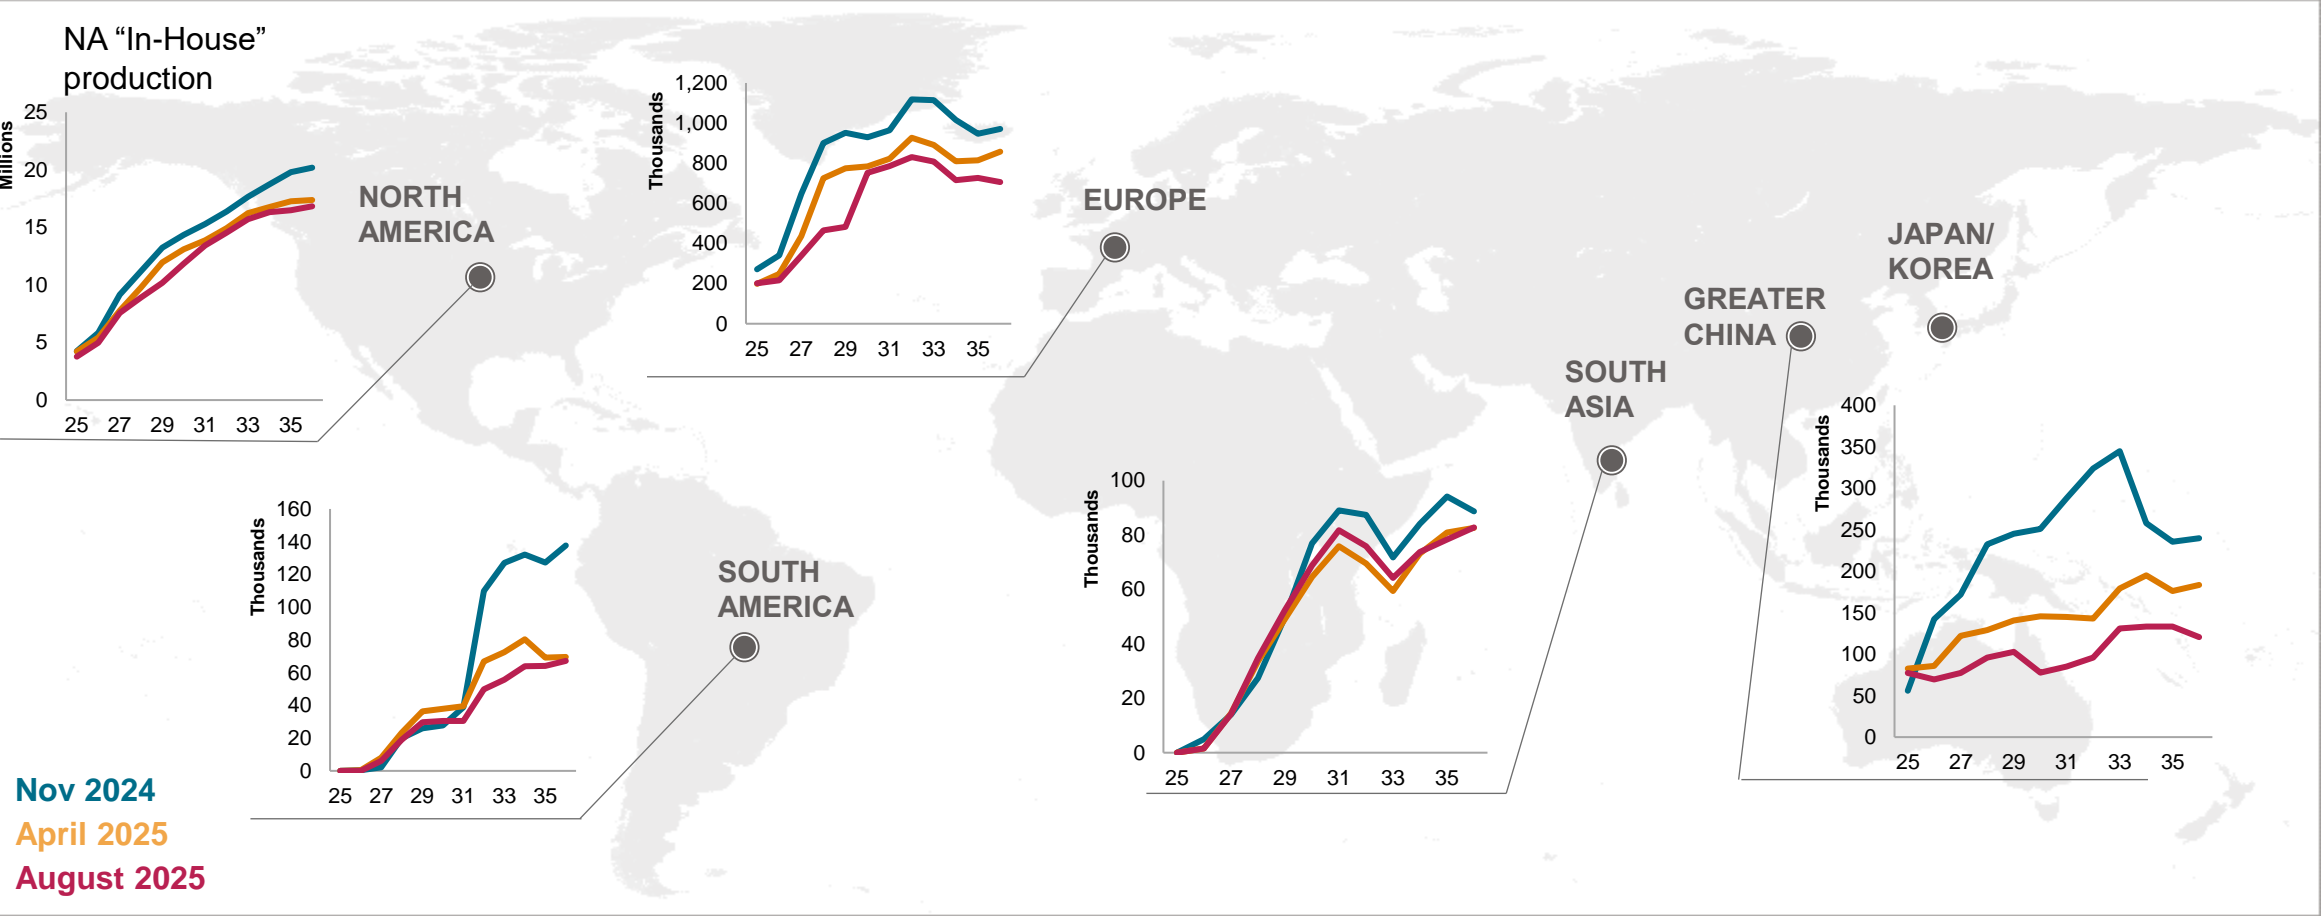 NA “In-House”
production
Millions
25
20
15
10
5
0
25 27 29 31 33 35
NORTH
AMERICA
Thousands
1,200
1,000
800
600
400
200
0
25 27 29 31 33 35
EUROPE
JAPAN/
KOREA
GREATER
CHINA
SOUTH
ASIA
Thousands
160
140
120
100
80
60
40
20
0
25 27 29 31 33 35
SOUTH
AMERICA
Thousands
100
80
60
40
20
0
25 27 29 31 33 35
Thousands
400
350
300
250
200
150
100
50
0
25 27 29 31 33 35
Nov 2024
April 2025
August 2025